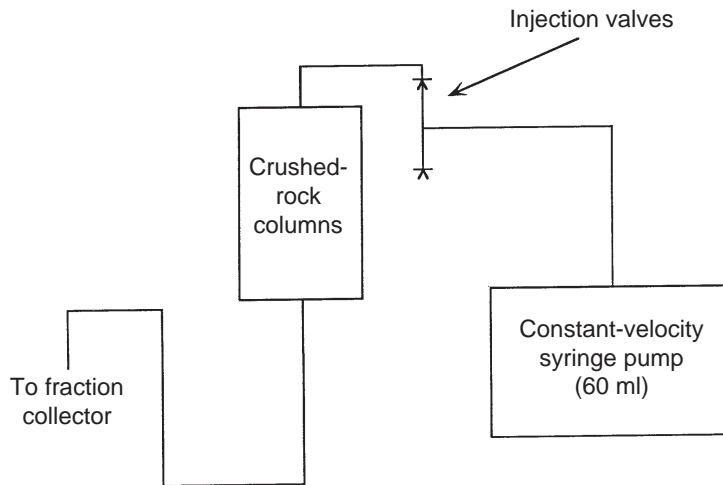 Injection valves
Crushed-
rock
columns
Constant-velocity
syringe pump
(60 ml)
To fraction
collector